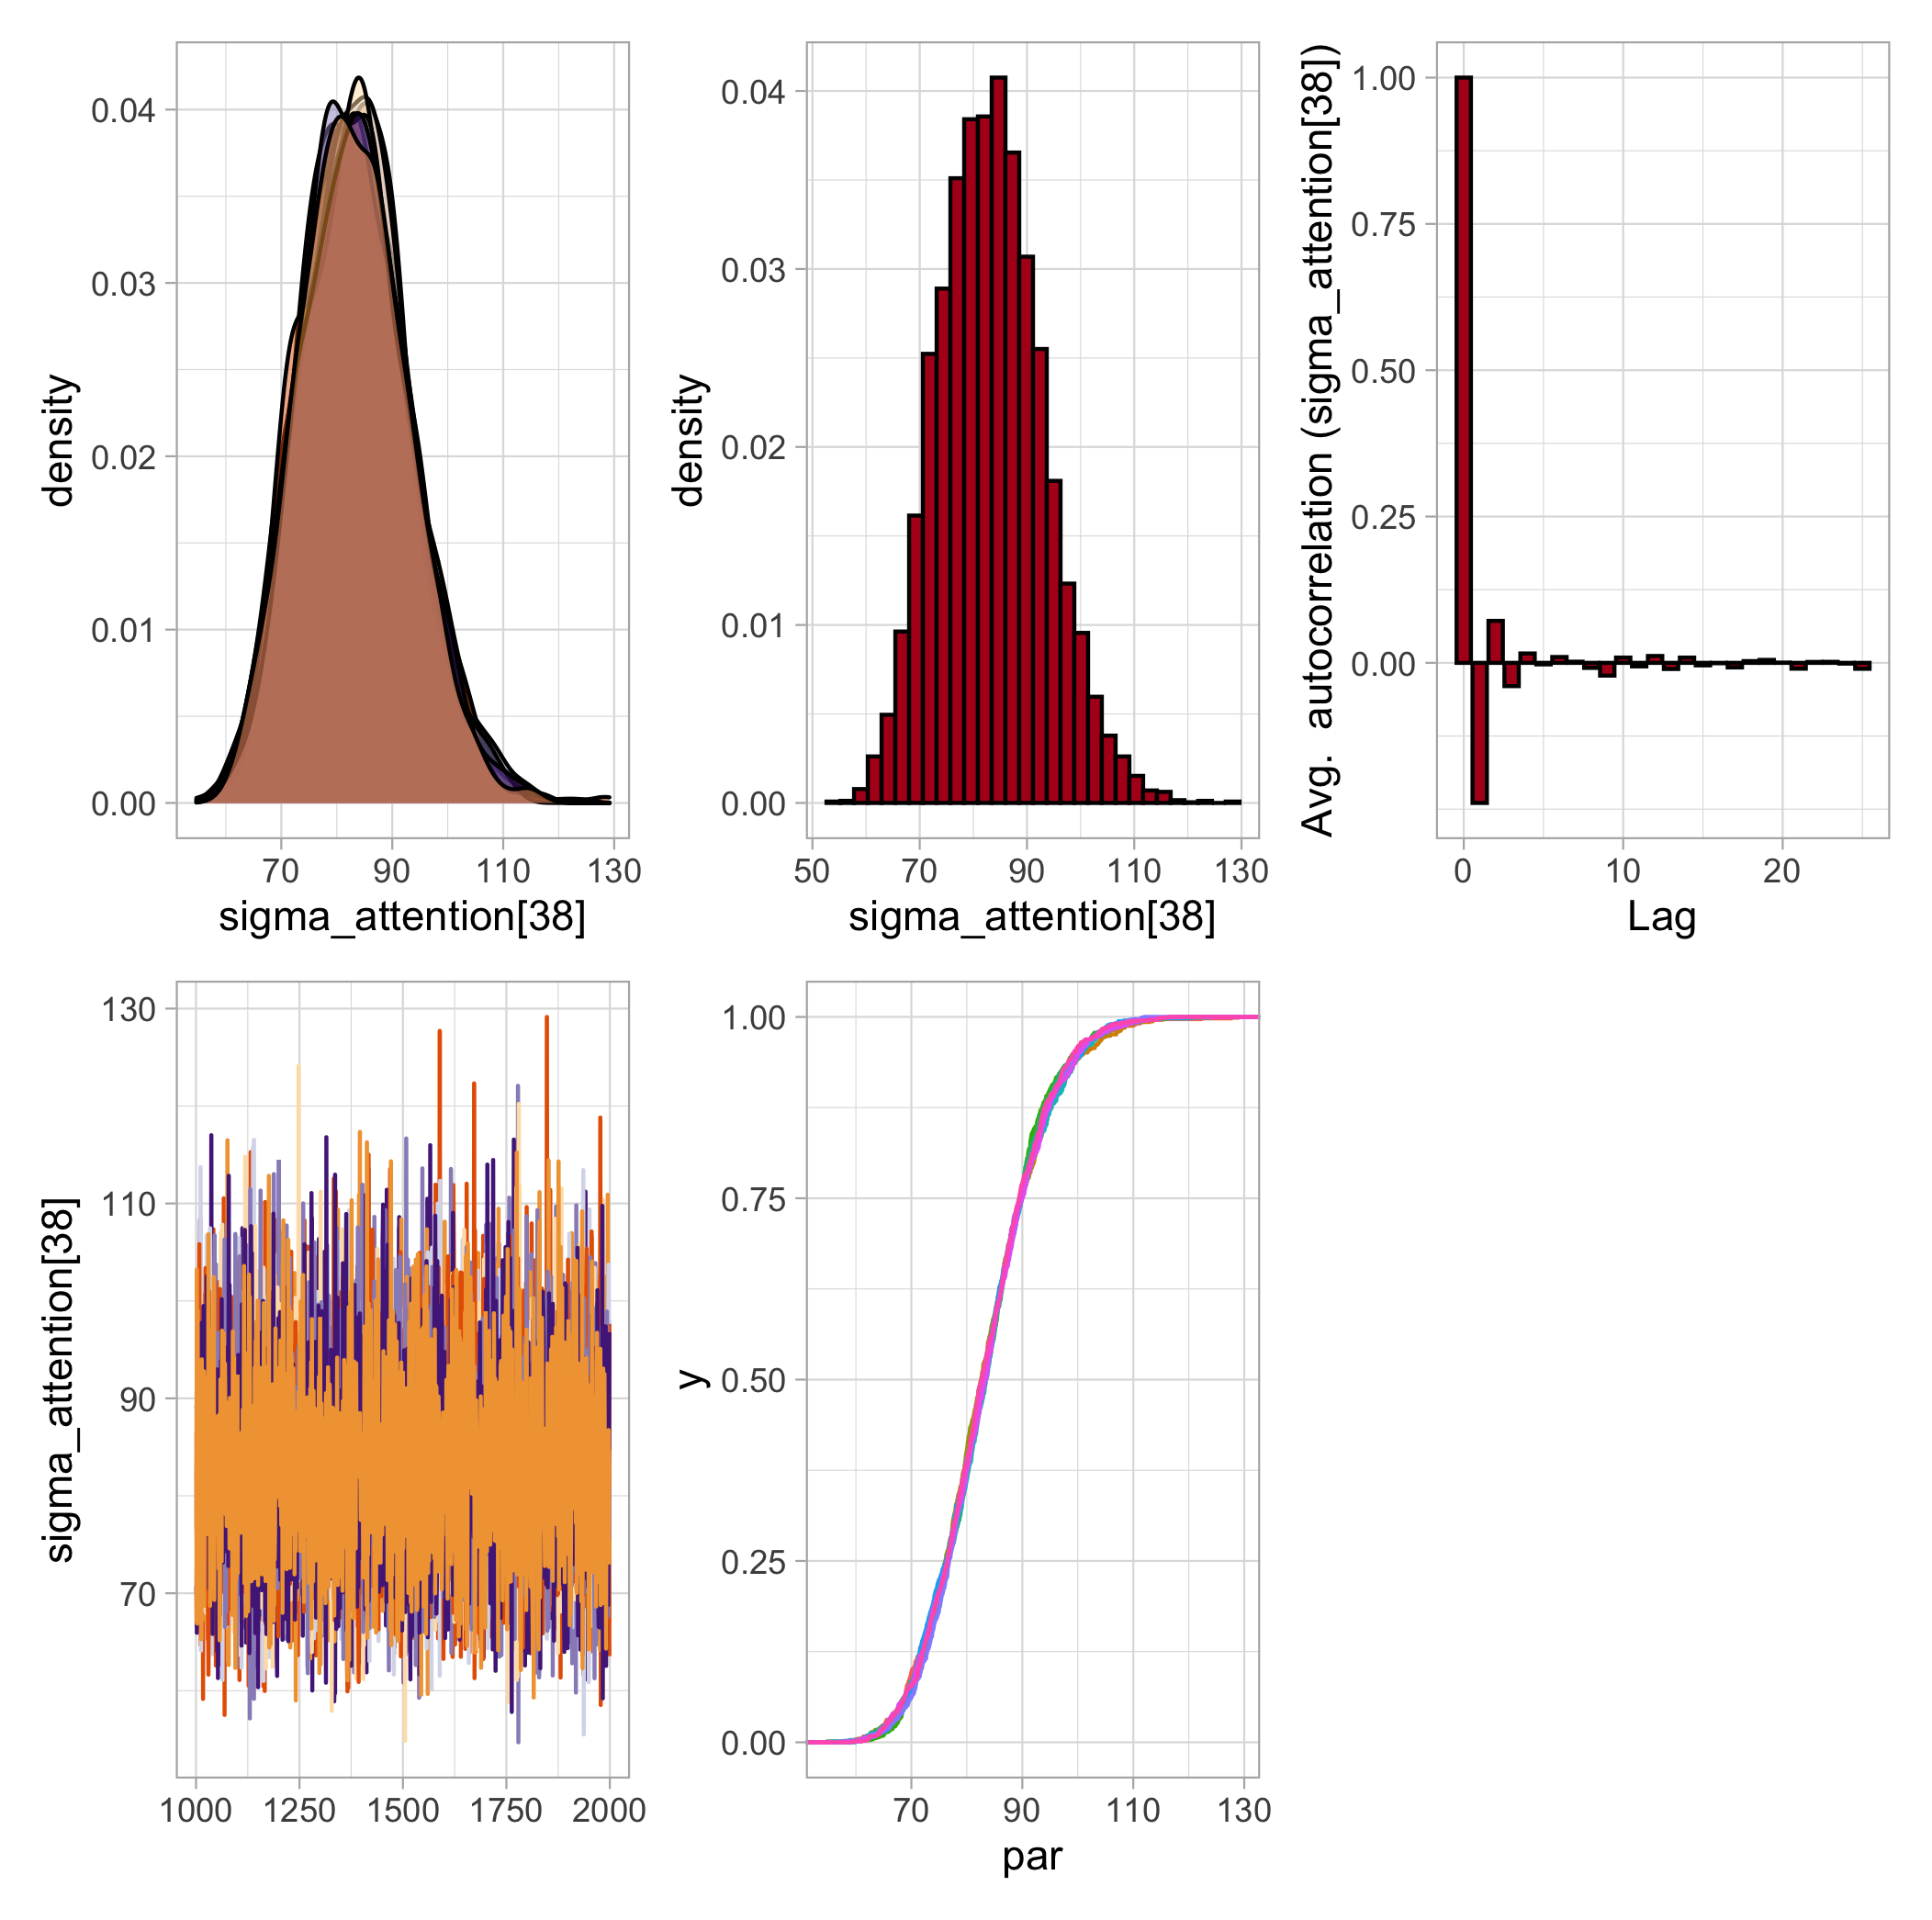 density
0.04
0.03
0.02
0.01
0.00
70 90 110 130
sigma_attention[38]
density
0.04
0.03
0.02
0.01
0.00
50 70 90 110 130
sigma_attention[38]
Avg. autocorrelation (sigma_attention[38])
1.00
0.75
0.50
0.25
0.00
0 10 20
Lag
sigma_attention[38]
130
110
90
70
1000 1250 1500 1750 2000
y
1.00
0.75
0.50
0.25
0.00
70 90 110 130
par